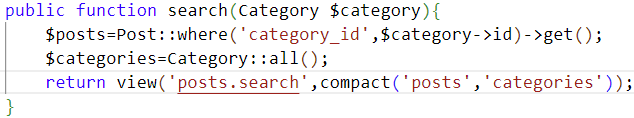 public function search(Category $category){
    $posts=Post::where('category_id',$category->id)->get();
    $categories=Category::all();
    return view('posts.search',compact('posts','categories'));
}